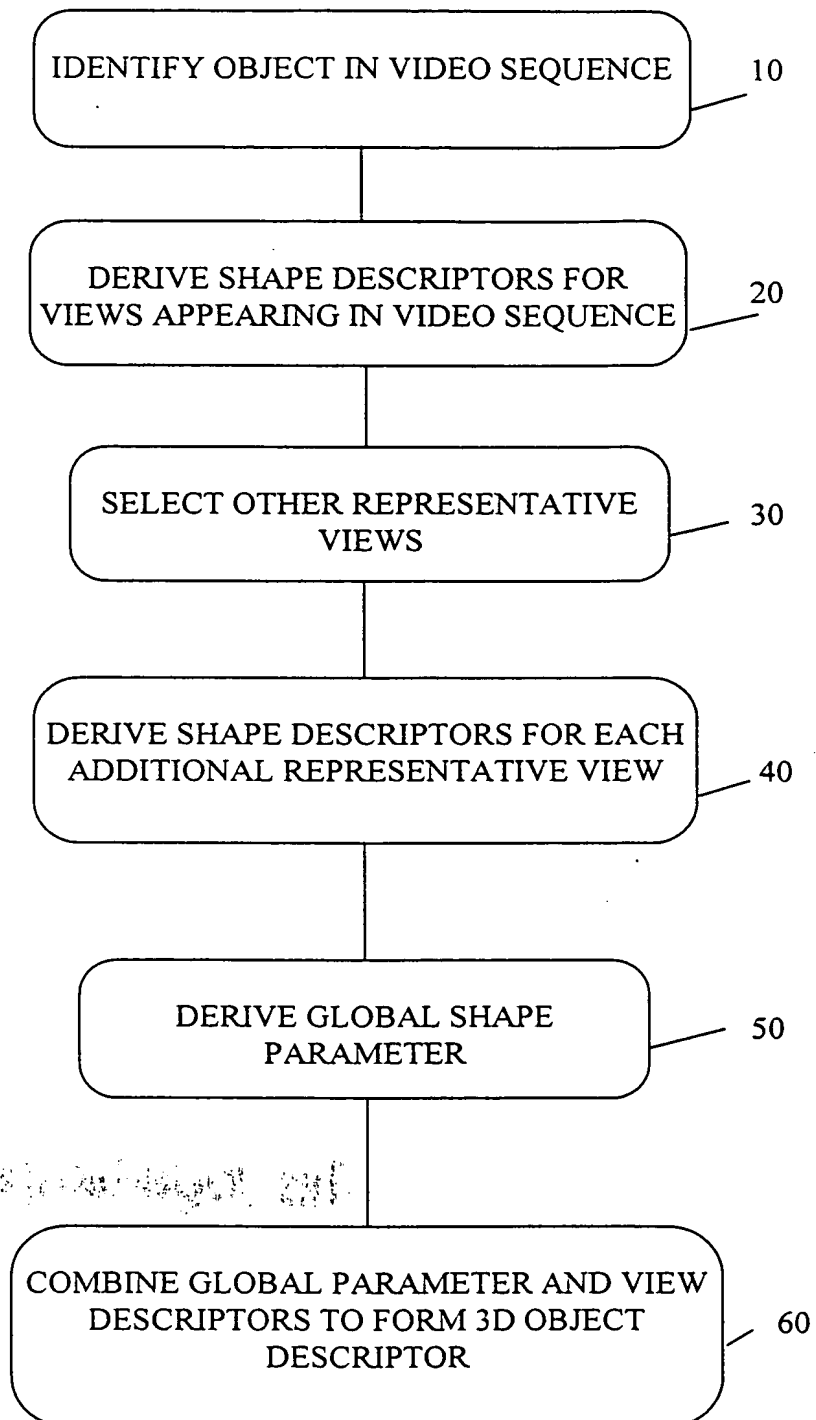 IDENTIFY OBJECT IN VIDEO SEQUENCE
10
DERIVE SHAPE DESCRIPTORS FOR
VIEWS APPEARING IN VIDEO SEQUENCE
20
SELECT OTHER REPRESENTATIVE
VIEWS
30
DERIVE SHAPE DESCRIPTORS FOR EACH
ADDITIONAL REPRESENTATIVE VIEW
40
DERIVE GLOBAL SHAPE
PARAMETER
50
COMBINE GLOBAL PARAMETER AND VIEW
DESCRIPTORS TO FORM 3D OBJECT
DESCRIPTOR
60